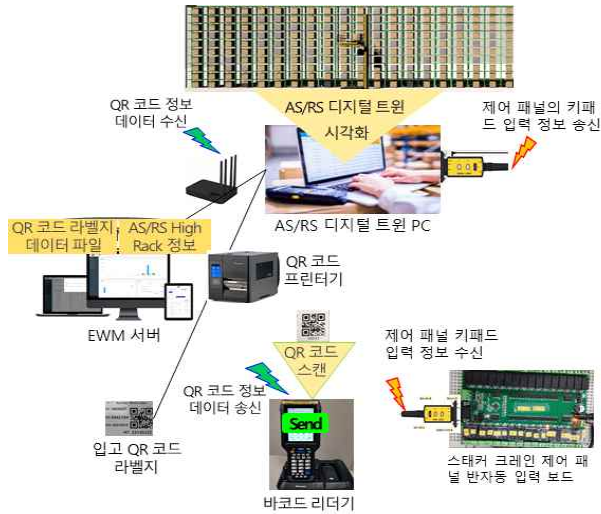 QR 코드 정보
데이터 수신
AS/RS 디지털 트윈
시각화
제어 패널의 키패
드 입력 정보 송신
AS/RS 디지털 트윈 PC
QR 코드 라벨지
데이터 파일
AS/RS High
Rack 정보
EWM 서버
QR 코드
프린터기
QR 코드
스캔
제어 패널 키패드
입력 정보 수신
QR 코드 정보
데이터 송신
Send
입고 QR 코드
라벨지
바코드 리더기
스태커 크레인 제어 패
널 반자동 입력 보드